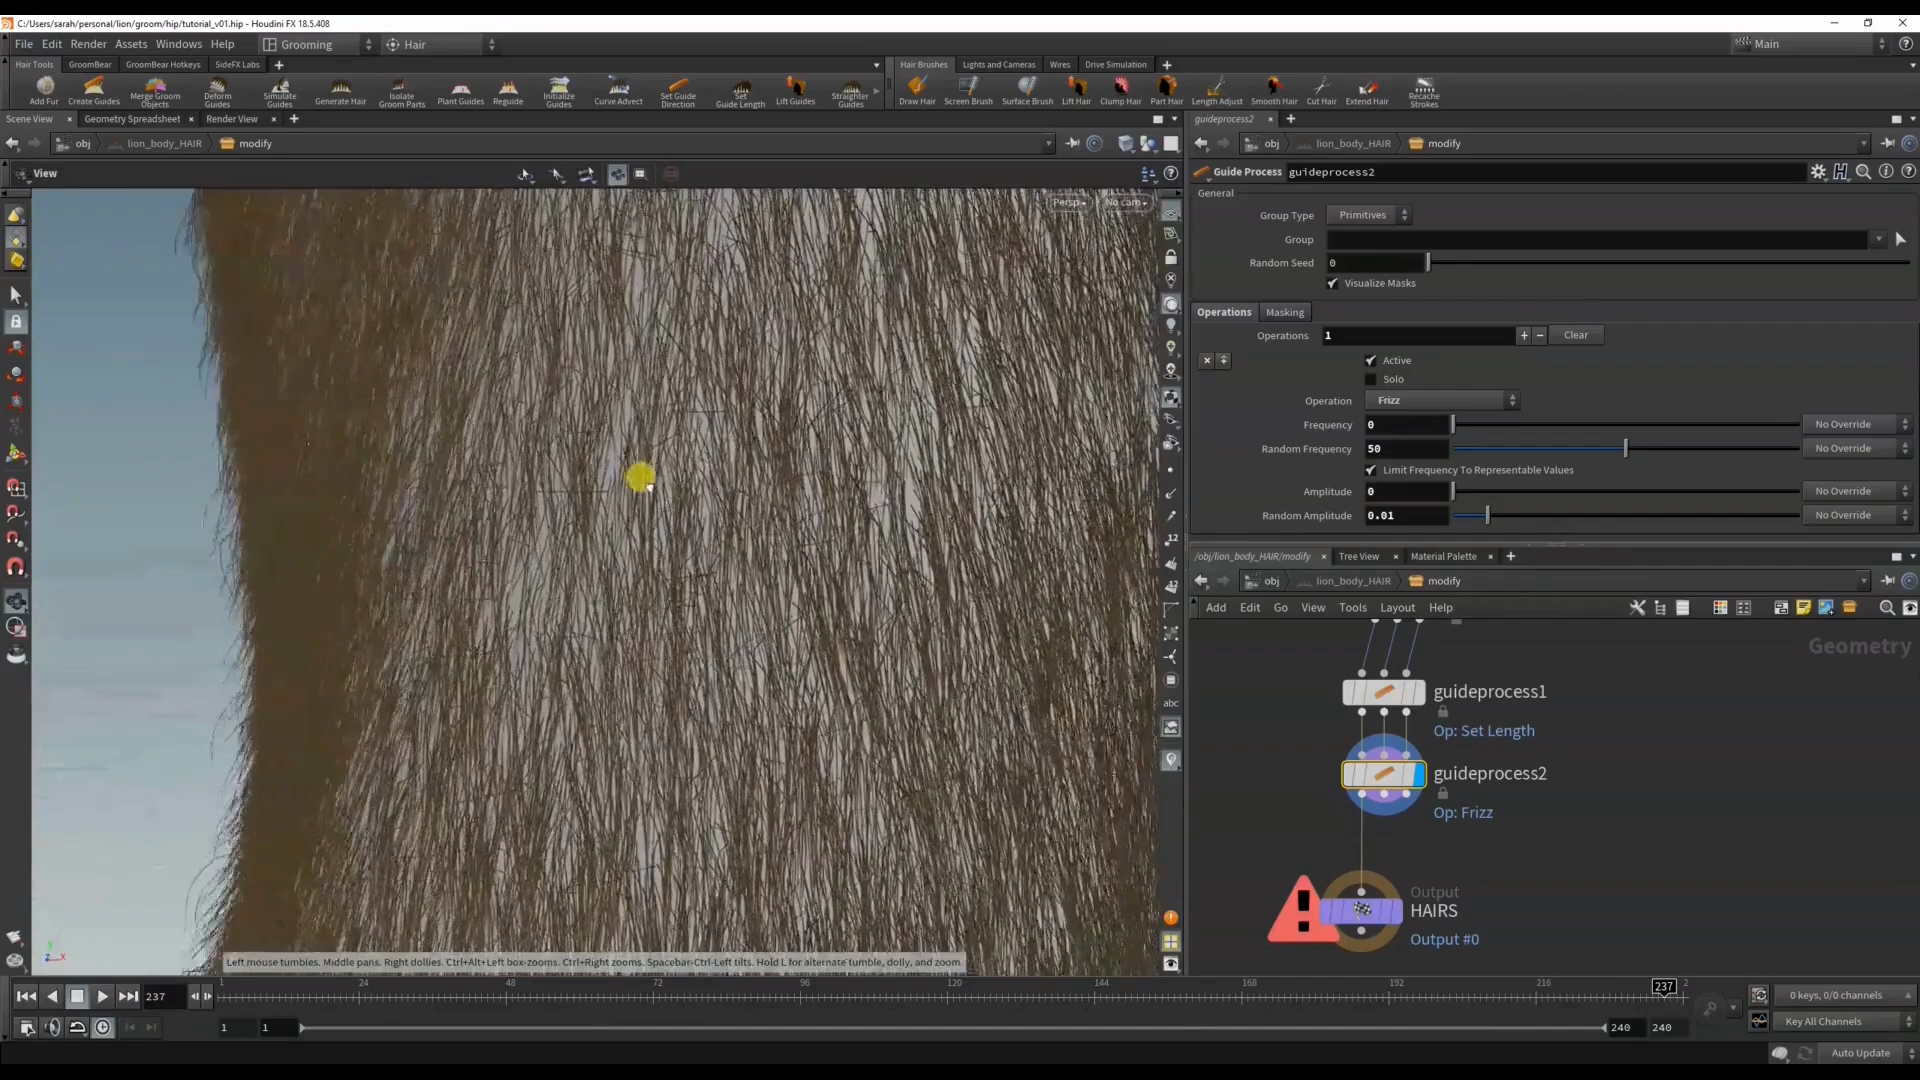 C:/Users/sarah/personal/lion/groom/hip/tutorial_v01.hip - Houdini FX 18.5.408
File Edit Render Assets Windows Help Grooming Hair Main
Hair Tools GroomBear GroomBear Hotkeys SideFX Labs Hair Brushes Lights and Cameras Wires Drive Simulation
Add Fur Create Guides Merge Groom Objects Deform Guides Simulate Guides Generate Hair Isolate Groom Parts Plant Guides Reguide Initialize Guides Curve Advect Set Guide Direction Set Guide Length Lift Guides Straighter Guides Draw Hair Screen Brush Surface Brush Lift Hair Clump Hair Part Hair Length Adjust Smooth Hair Cut Hair Extend Hair Recache Strokes
Scene View Geometry Spreadsheet Render View guideprocess2
obj lion_body_HAIR modify obj lion_body_HAIR modify
View
Persp No cam
Guide Process guideprocess2
General
Group Type Primitives
Group
Random Seed 0
Visualize Masks
Operations Masking
Operations 1 Clear
Active
Solo
Operation Frizz
Frequency 0 No Override
Random Frequency 50 No Override
Limit Frequency To Representable Values
Amplitude 0 No Override
Random Amplitude 0.01 No Override
12
12
abc
/obj/lion_body_HAIR/modify Tree View Material Palette
obj lion_body_HAIR modify
Add Edit Go View Tools Layout Help
Geometry
guideprocess1
Op: Set Length
guideprocess2
Op: Frizz
Output
HAIRS
Output #0
Left mouse tumbles. Middle pans. Right dollies. Ctrl+Alt+Left box-zooms. Ctrl+Right zooms. Spacebar-Ctrl-Left tilts. Hold L for alternate tumble, dolly, and zoom.
237 1 24 48 72 96 120 144 168 192 216 237 2
0 keys, 0/0 channels
1 1 240 240
Key All Channels
Auto Update